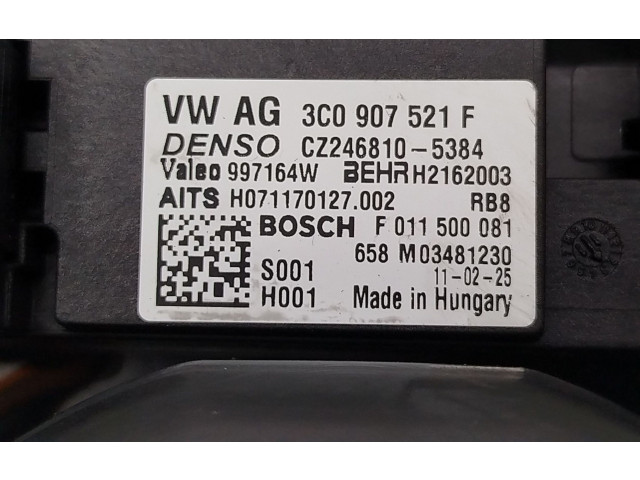 VW AG 3C0 907 521 F
DENSO CZ246810-5384
Valeo 997164W BEHR H2162003
AITS H071170127.002 RB8
BOSCH F 011 500 081
658 M03481230
S001 11-02-25
H001 Made in Hungary